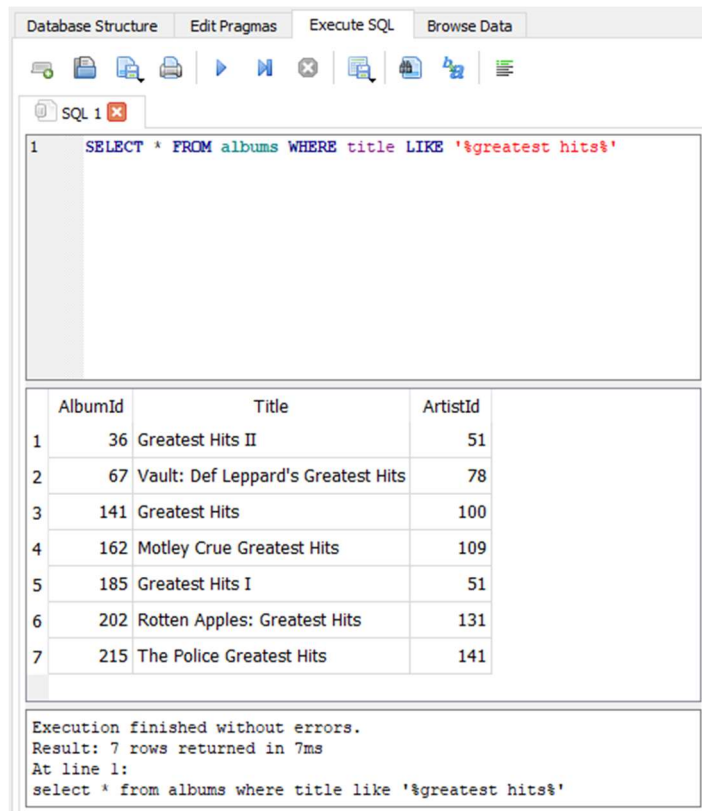 Database Structure Edit Pragmas Execute SQL Browse Data
SQL 1
1 SELECT * FROM albums WHERE title LIKE '%greatest hits%'
AlbumId Title ArtistId
1 36 Greatest Hits II 51
2 67 Vault: Def Leppard's Greatest Hits 78
3 141 Greatest Hits 100
4 162 Motley Crue Greatest Hits 109
5 185 Greatest Hits I 51
6 202 Rotten Apples: Greatest Hits 131
7 215 The Police Greatest Hits 141
Execution finished without errors.
Result: 7 rows returned in 7ms
At line 1:
select * from albums where title like '%greatest hits%'